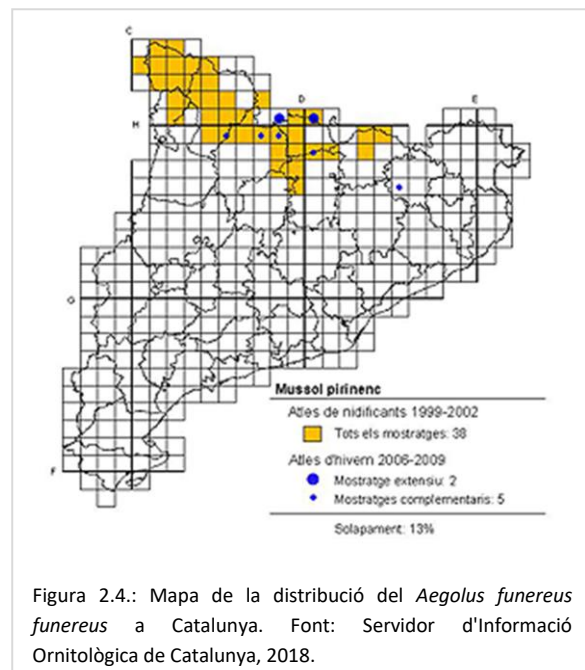 C
D
E
H
G
F
Mussol pirinenc
Atles de nidificants 1999-2002
Tots els mostratges: 38
Atles d'hivern 2006-2009
Mostratge extensiu: 2
Mostratges complementaris: 5
Solapament: 13%
Figura 2.4.: Mapa de la distribució del Aegolus funereus
funereus a Catalunya. Font: Servidor d'Informació
Ornitològica de Catalunya, 2018.